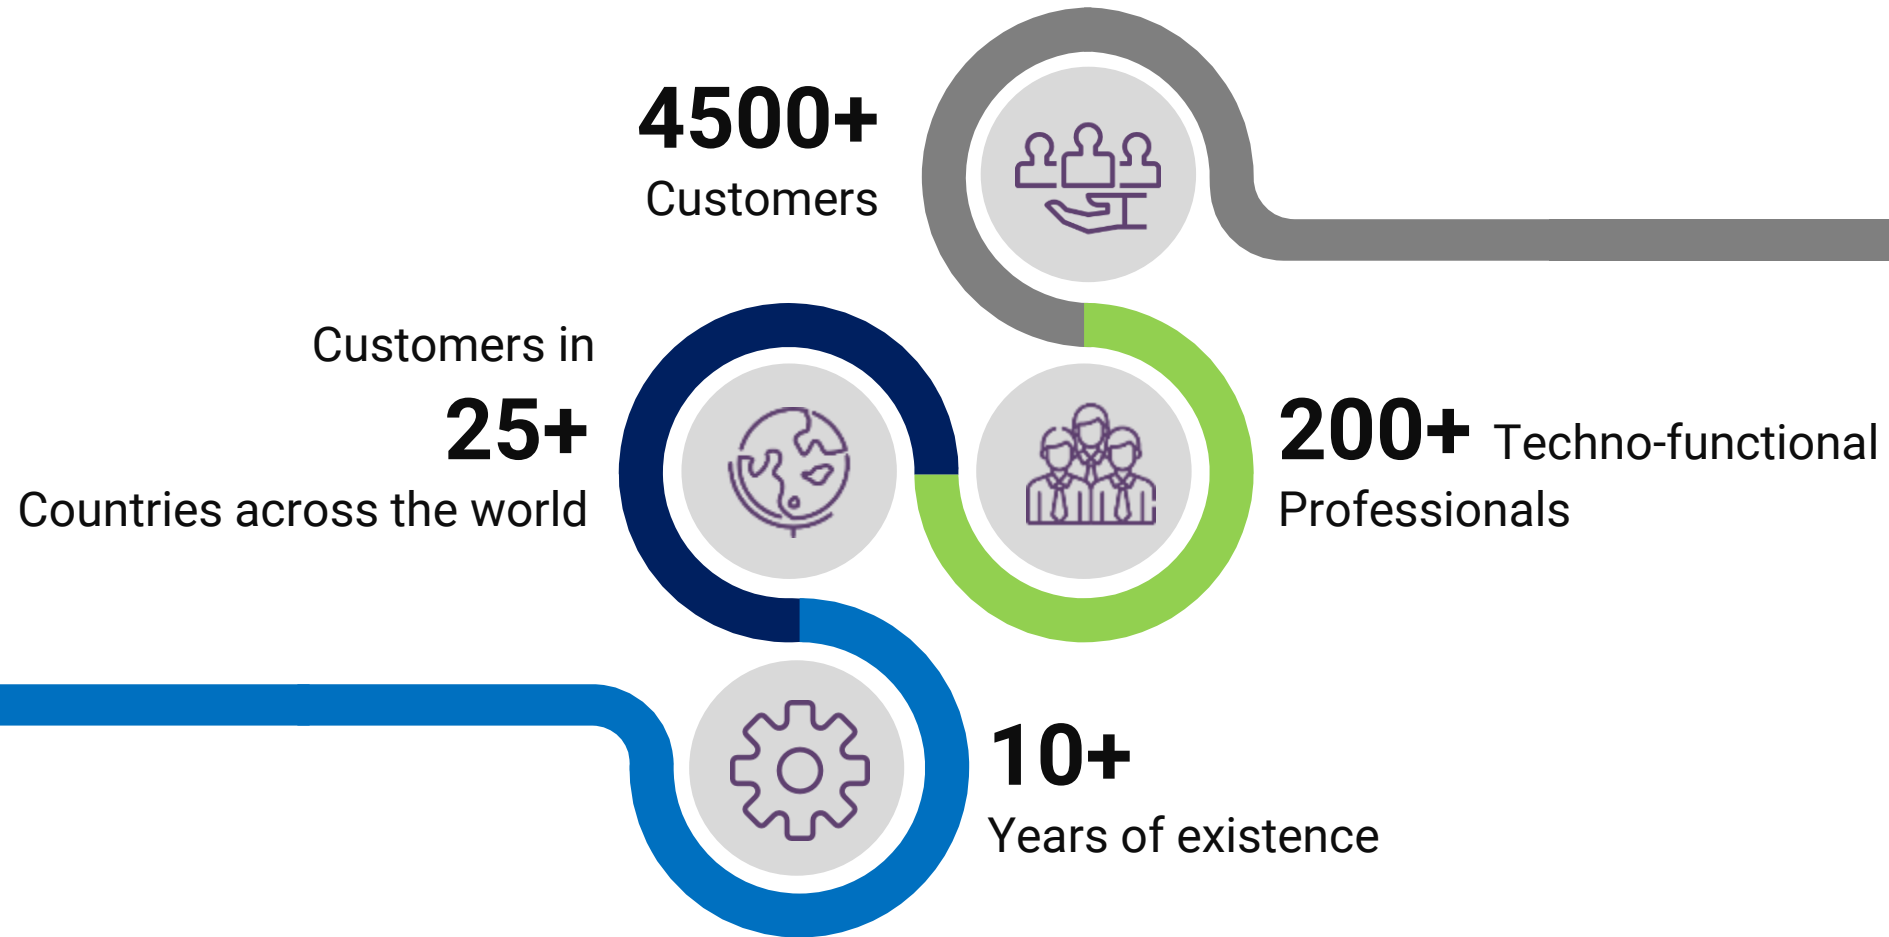 4500+
Customers
Customers in
25+
Countries across the world
200+ Techno-functional
Professionals
10+
Years of existence